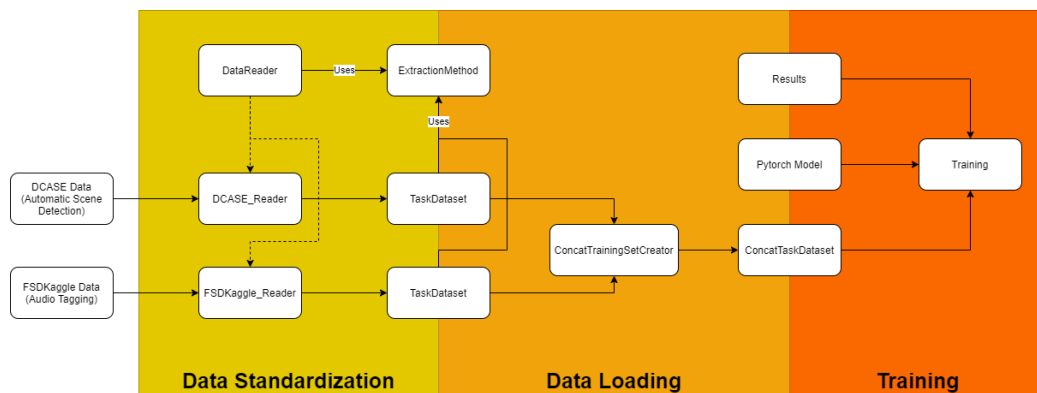 DataReader
Uses
ExtractionMethod
Results
Uses
Pytorch Model
Training
DCASE Data
(Automatic Scene
Detection)
DCASE_Reader
TaskDataset
ConcatTrainingSetCreator
ConcatTaskDataset
FSDKaggle Data
(Audio Tagging)
FSDKaggle_Reader
TaskDataset
Data Standardization
Data Loading
Training